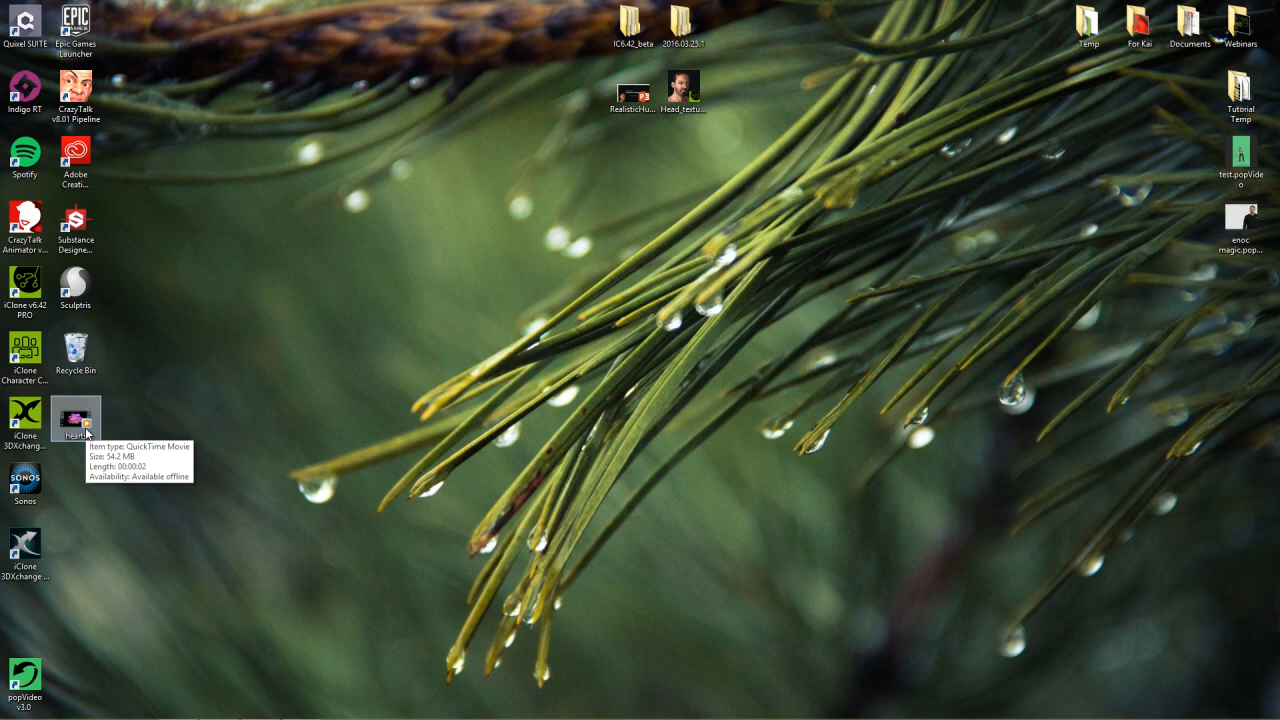 Quixel SUITE
EPIC
GAMES
Epic Games
Launcher
IC6.42_beta
2016.03.25.1
Temp
For Kai
Documents
Webinars
Indigo RT
CrazyTalk
v8.01 Pipeline
RealisticHu...
Head_textu...
Tutorial
Temp
Spotify
Adobe
Creati...
test.popVide
o
CrazyTalk
Animator v...
Substance
Designe...
enoc
magic.pop...
iClone v6.42
PRO
Sculptris
iClone
Character C...
Recycle Bin
iClone
3DXchang...
Item type: QuickTime Movie
Size: 54.2 MB
Length: 00:00:02
Availability: Available offline
SONOS
Sonos
iClone
3DXchange ...
popVideo
v3.0